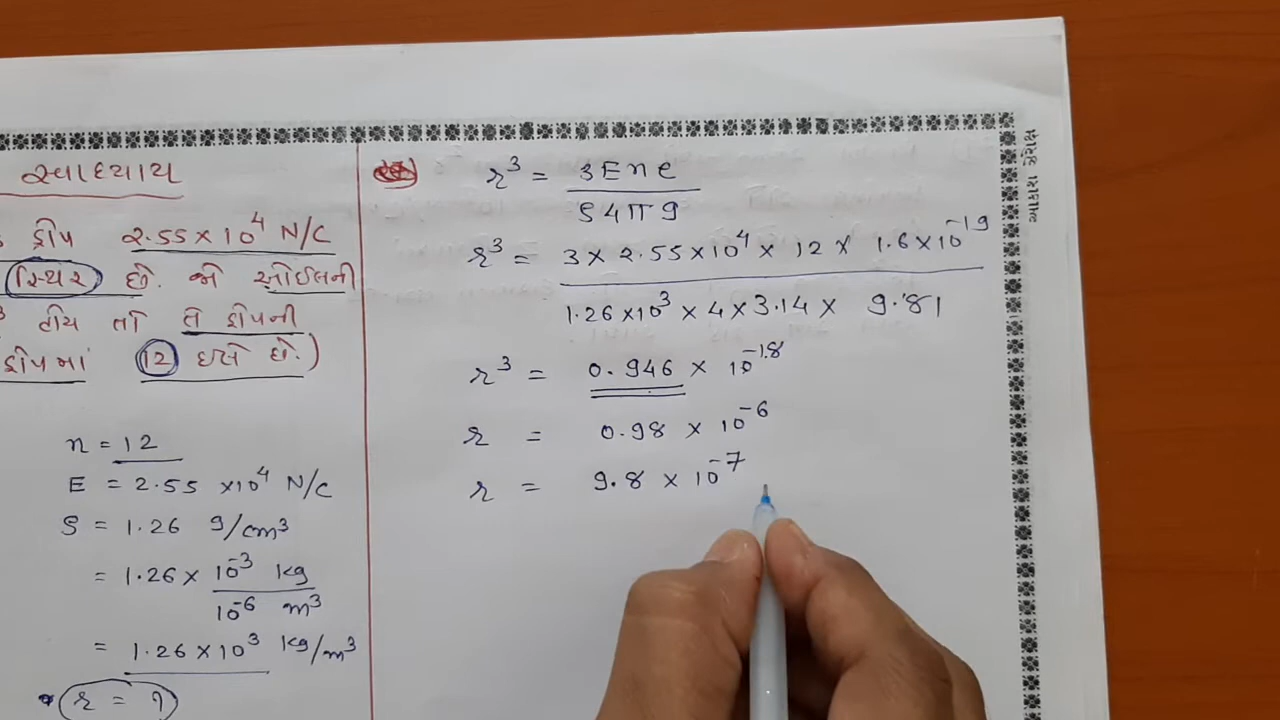 સ્વાધ્યાય
ડ્રોપ 2.55 × 10⁴ N/C
સ્થિર છે. જો ઓઇલની
હોય તો તે ડ્રોપની
ડ્રોપમાં 12 છે.)
n = 12
E = 2.55 × 10⁴ N/C
ρ = 1.26 g/cm³
= 1.26 × 10⁻³ kg / 10⁻⁶ m³
= 1.26 × 10³ kg/m³
r = ?
r³ = 3Ene / ρ4πg
r³ = 3 × 2.55 × 10⁴ × 12 × 1.6 × 10⁻¹⁹ / 1.26 × 10³ × 4 × 3.14 × 9.81
r³ = 0.946 × 10⁻¹⁸
r = 0.98 × 10⁻⁶
r = 9.8 × 10⁻⁷